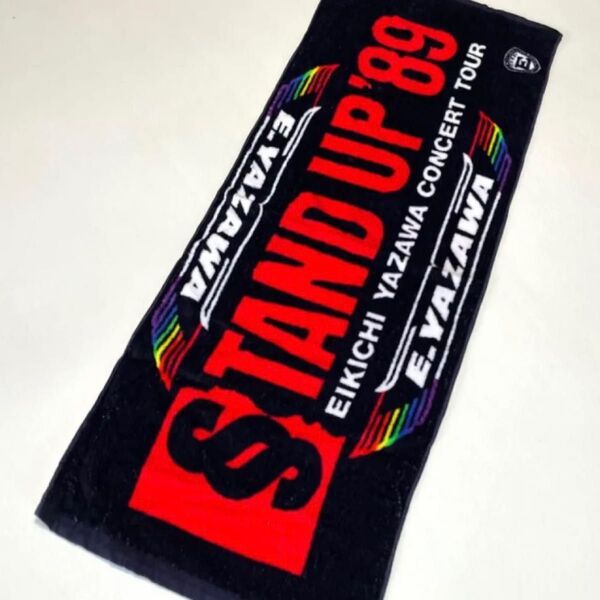 E.YAZAWA
STAND UP '89
EIKICHI YAZAWA CONCERT TOUR
E.YAZAWA